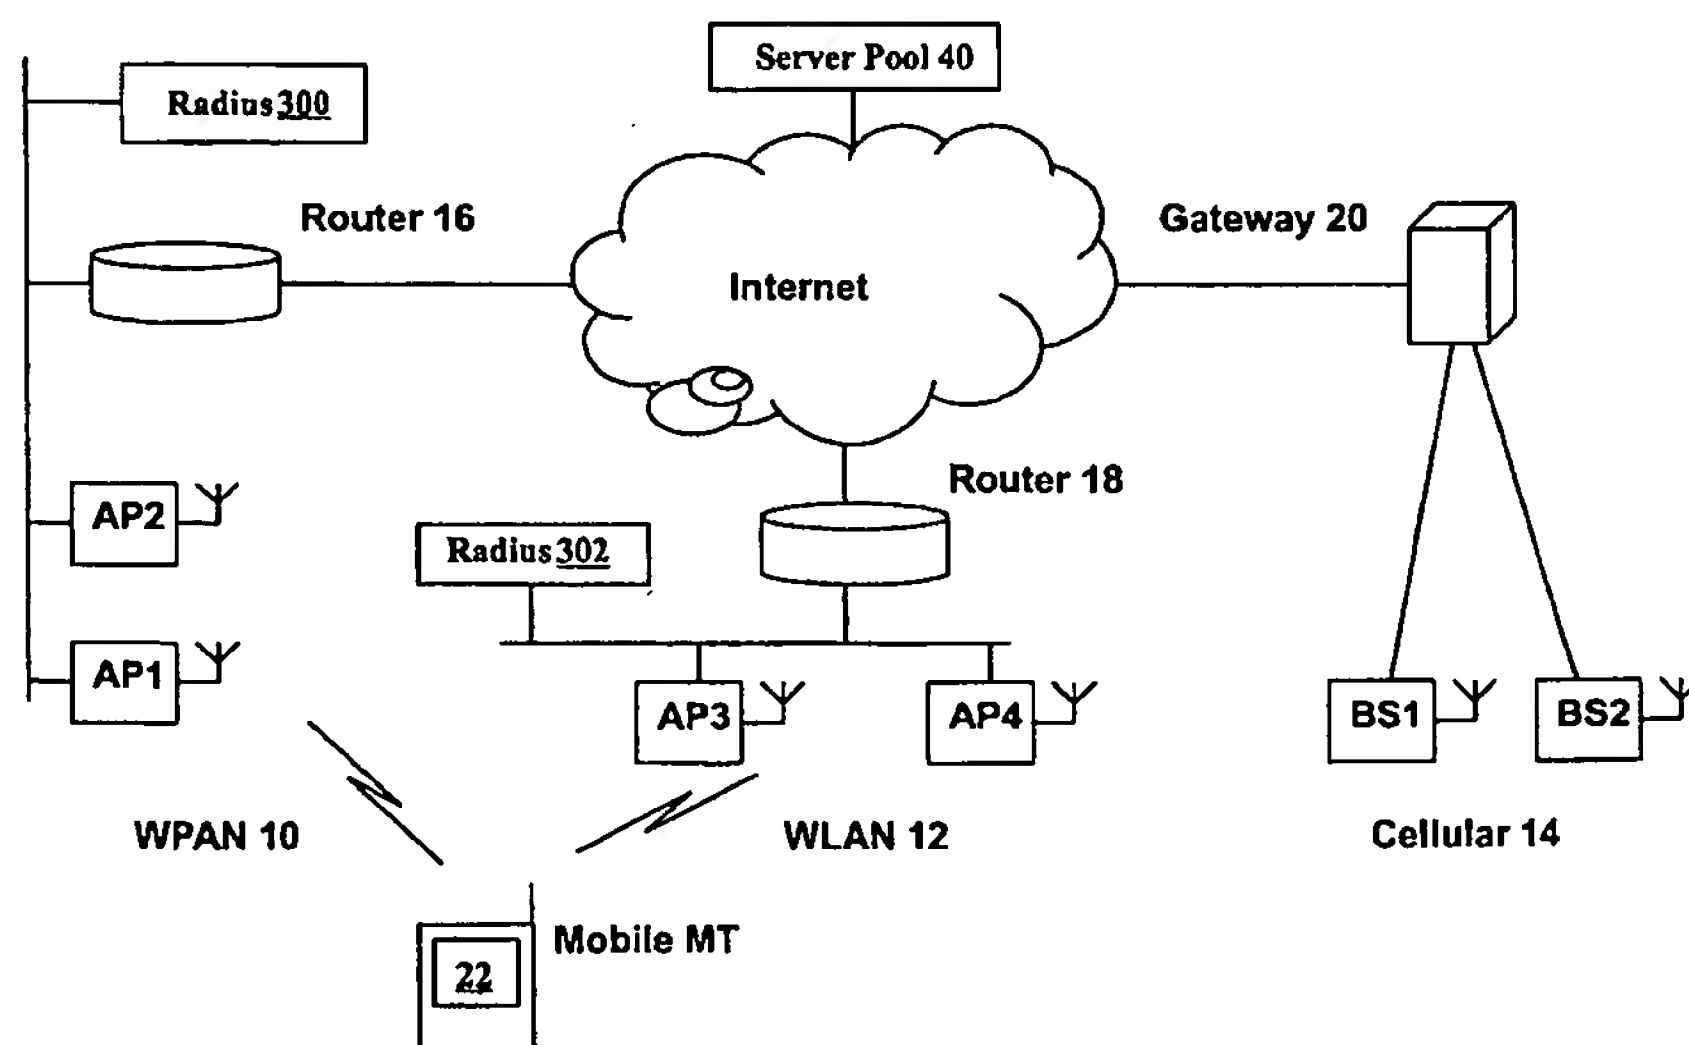 Server Pool 40
Radius 300
Router 16
Gateway 20
Internet
Router 18
AP2
Radius 302
AP1
AP3
AP4
BS1
BS2
WPAN 10
WLAN 12
Cellular 14
Mobile MT
22